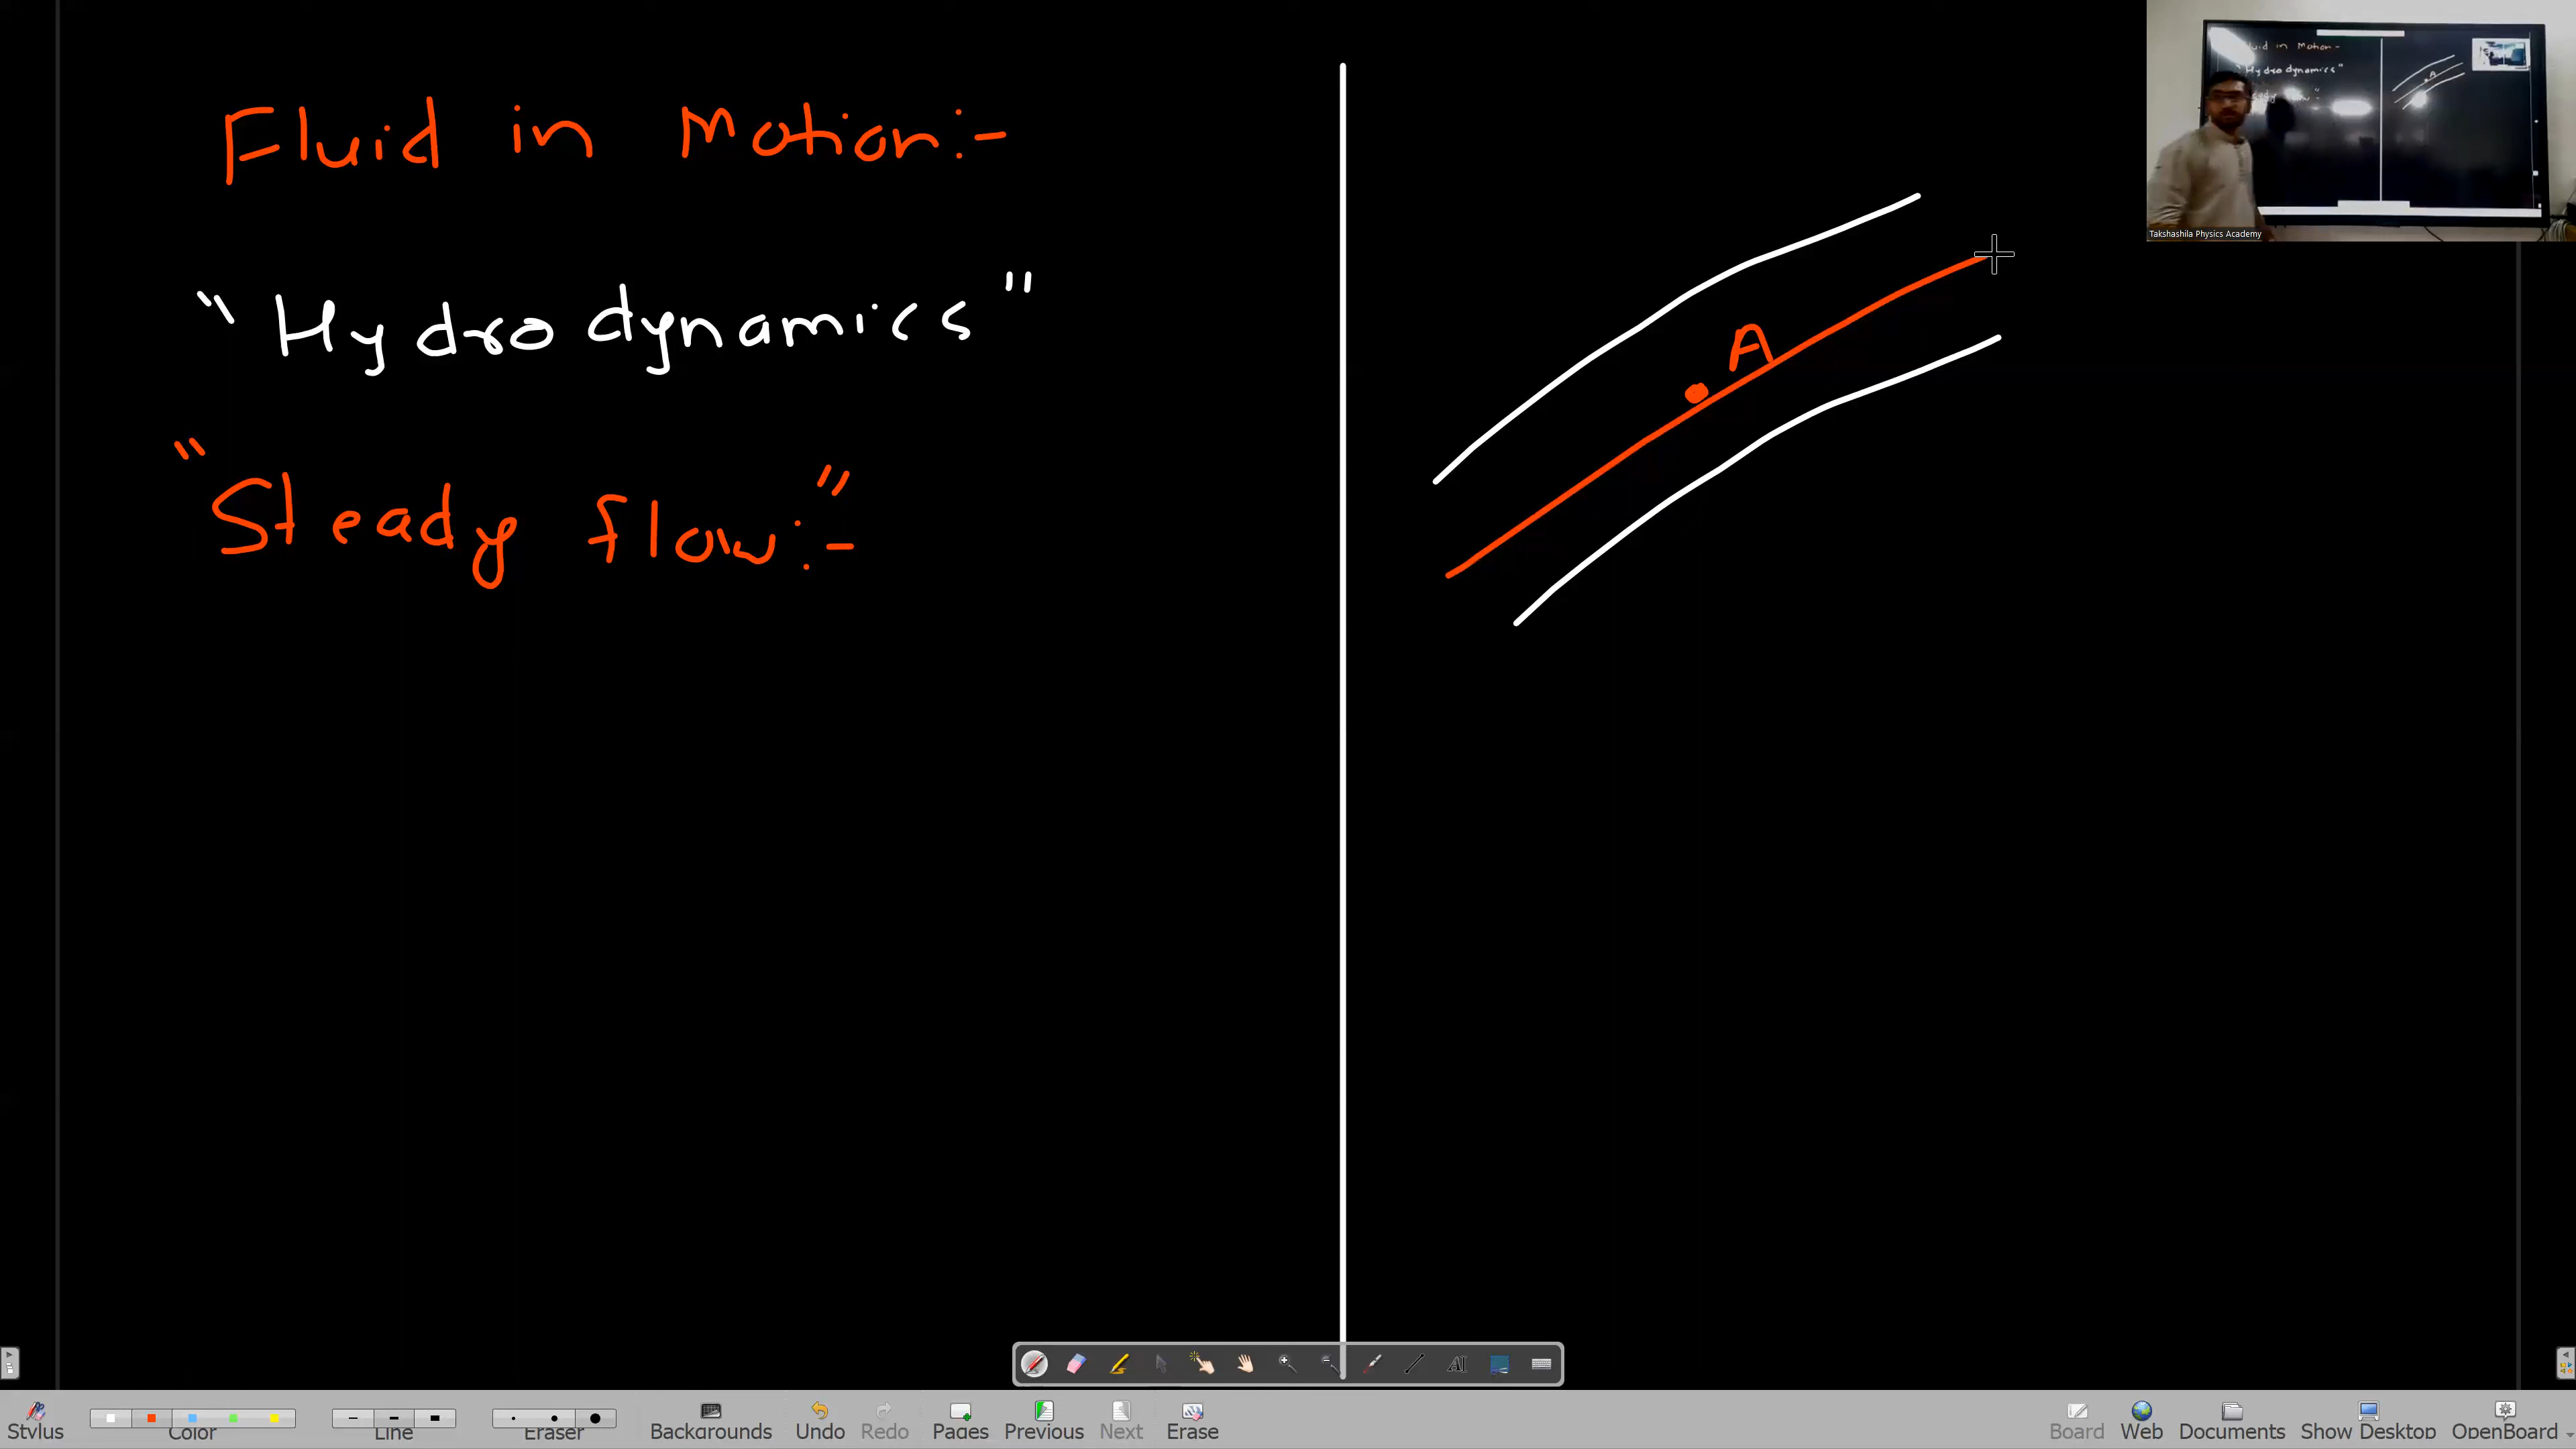 Fluid in Motion:-
"Hydrodynamics"
"Steady flow:-"
A
Takshashila Physics Academy
Stylus
Color
Line
Eraser
Backgrounds
Undo
Redo
Pages
Previous
Next
Erase
Board
Web
Documents
Show Desktop
OpenBoard